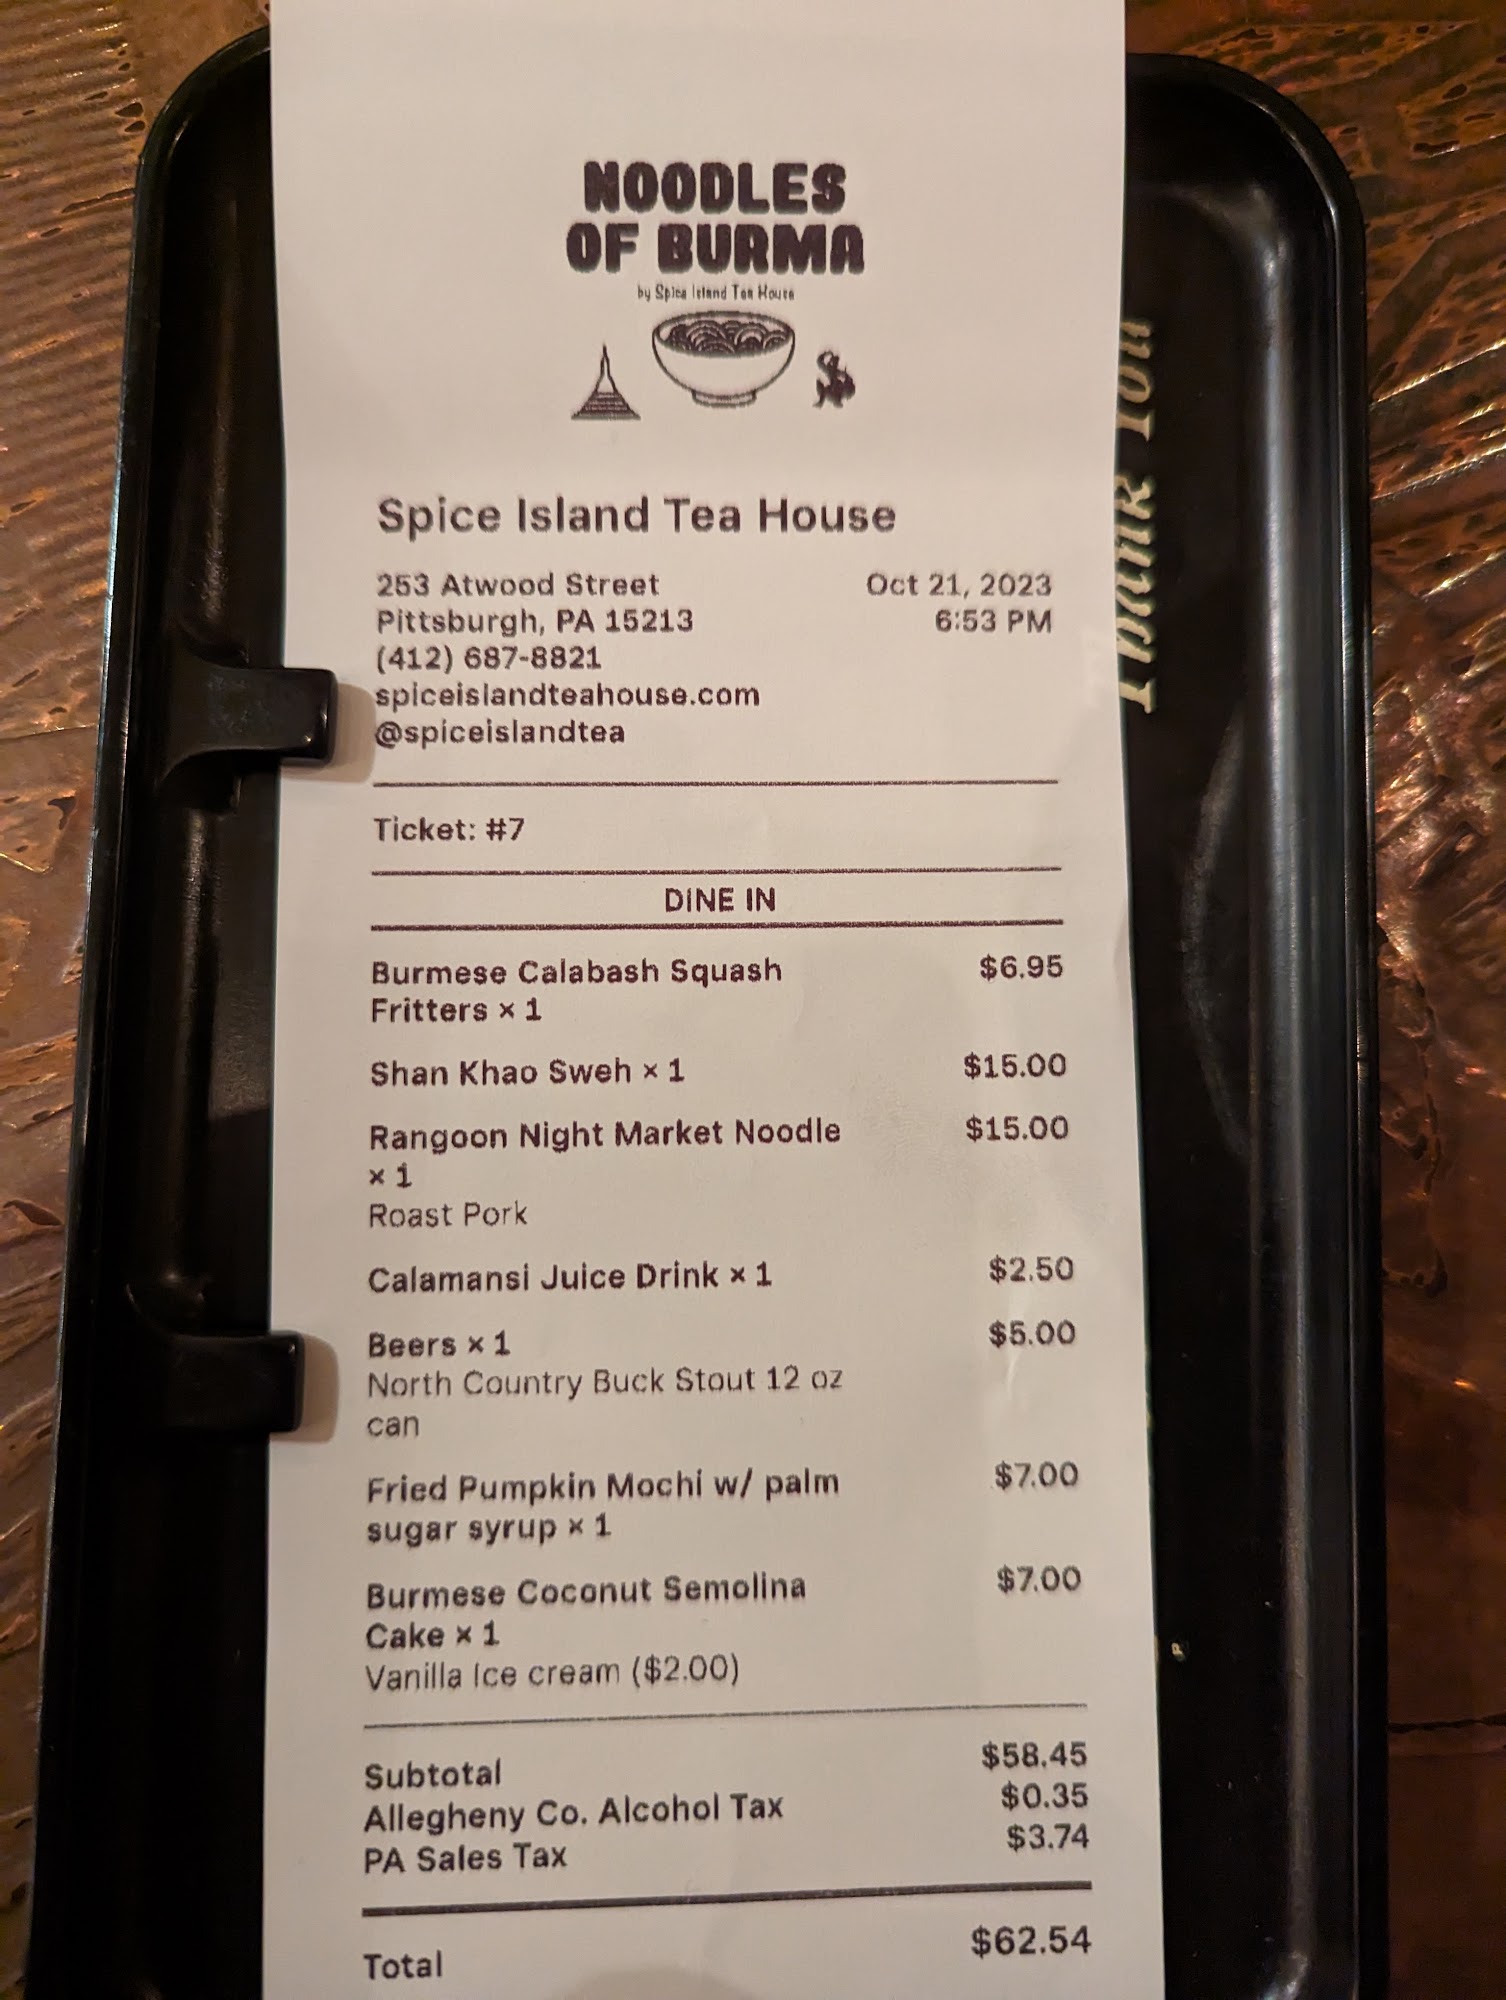 NOODLES
OF BURMA
by Spice Island Tea House
Spice Island Tea House
253 Atwood Street
Oct 21, 2023
Pittsburgh, PA 15213
6:53 PM
(412) 687-8821
spiceislandteahouse.com
@spiceislandtea
Ticket: #7
DINE IN
Burmese Calabash Squash $6.95
Fritters × 1
Shan Khao Sweh × 1 $15.00
Rangoon Night Market Noodle $15.00
× 1
Roast Pork
Calamansi Juice Drink × 1 $2.50
Beers × 1 $5.00
North Country Buck Stout 12 oz
can
Fried Pumpkin Mochi w/ palm $7.00
sugar syrup × 1
Burmese Coconut Semolina $7.00
Cake × 1
Vanilla Ice cream ($2.00)
Subtotal $58.45
Allegheny Co. Alcohol Tax $0.35
PA Sales Tax $3.74
Total $62.54
Thank You